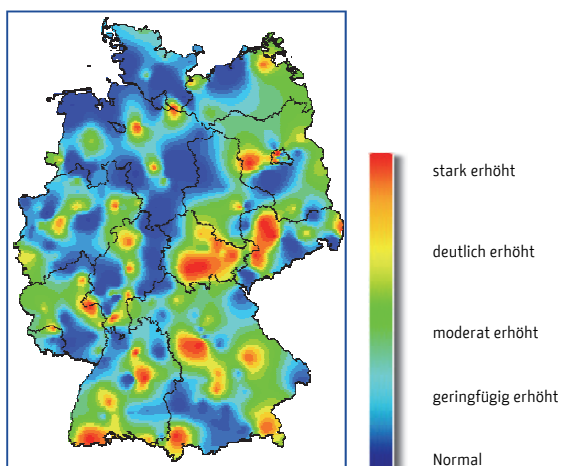 stark erhöht
deutlich erhöht
moderat erhöht
geringfügig erhöht
Normal